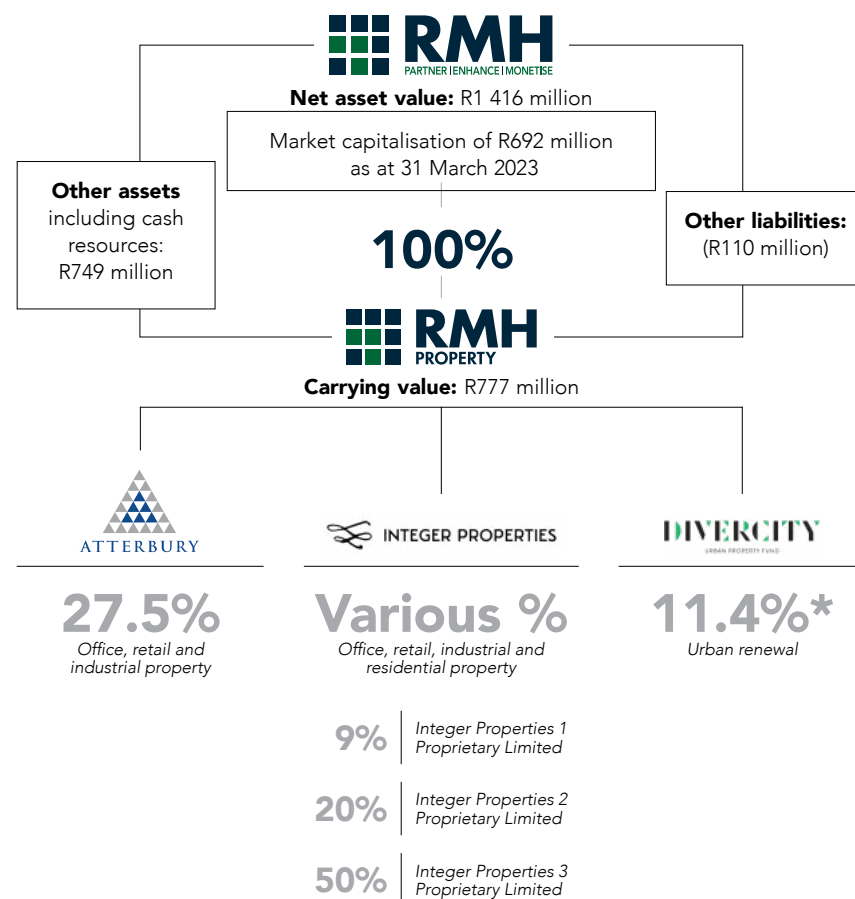 RMH
PARTNER | ENHANCE | MONETISE
Net asset value: R1 416 million
Market capitalisation of R692 million
as at 31 March 2023
Other assets
including cash
resources:
R749 million
Other liabilities:
(R110 million)
100%
RMH
PROPERTY
Carrying value: R777 million
ATTERBURY
27.5%
Office, retail and
industrial property
INTEGER PROPERTIES
Various %
Office, retail, industrial and
residential property
9%
Integer Properties 1
Proprietary Limited
20%
Integer Properties 2
Proprietary Limited
50%
Integer Properties 3
Proprietary Limited
DIVERCITY
URBAN PROPERTY FUND
11.4%*
Urban renewal